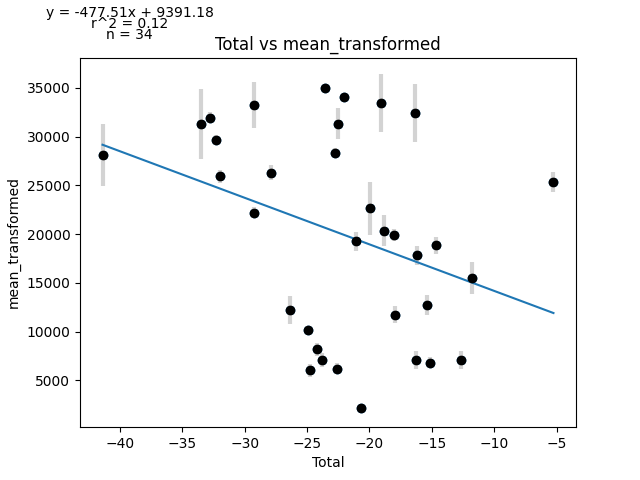 y = -477.51x + 9391.18
r^2 = 0.12
n = 34
Total vs mean_transformed
35000
30000
25000
20000
15000
10000
5000
mean_transformed
−40
−35
−30
−25
−20
−15
−10
−5
Total